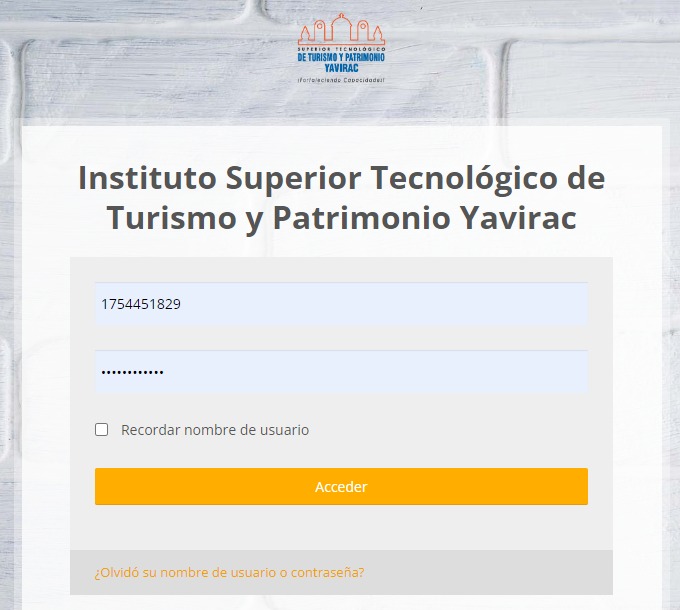 SUPERIOR TECNOLÓGICO
DE TURISMO Y PATRIMONIO
YAVIRAC
¡Fortaleciendo Capacidades!
Instituto Superior Tecnológico de
Turismo y Patrimonio Yavirac
1754451829
••••••••••••
Recordar nombre de usuario
Acceder
¿Olvidó su nombre de usuario o contraseña?